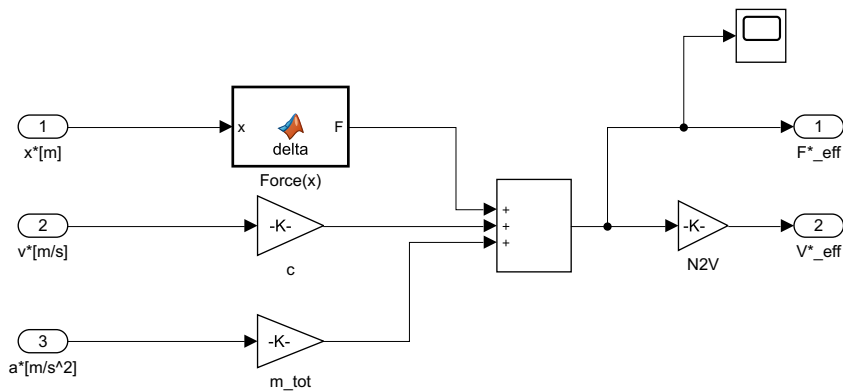 1
x*[m]
x
F
delta
Force(x)
1
F*_eff
2
v*[m/s]
-K-
c
+
+
+
-K-
N2V
2
V*_eff
3
a*[m/s^2]
-K-
m_tot